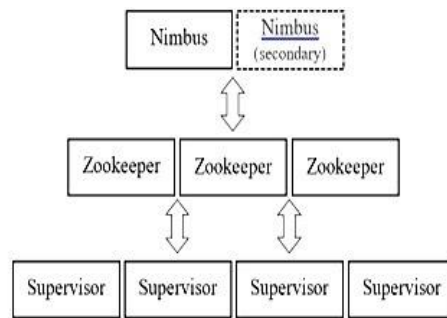 Nimbus
Nimbus
(secondary)
Zookeeper Zookeeper Zookeeper
Supervisor Supervisor Supervisor Supervisor